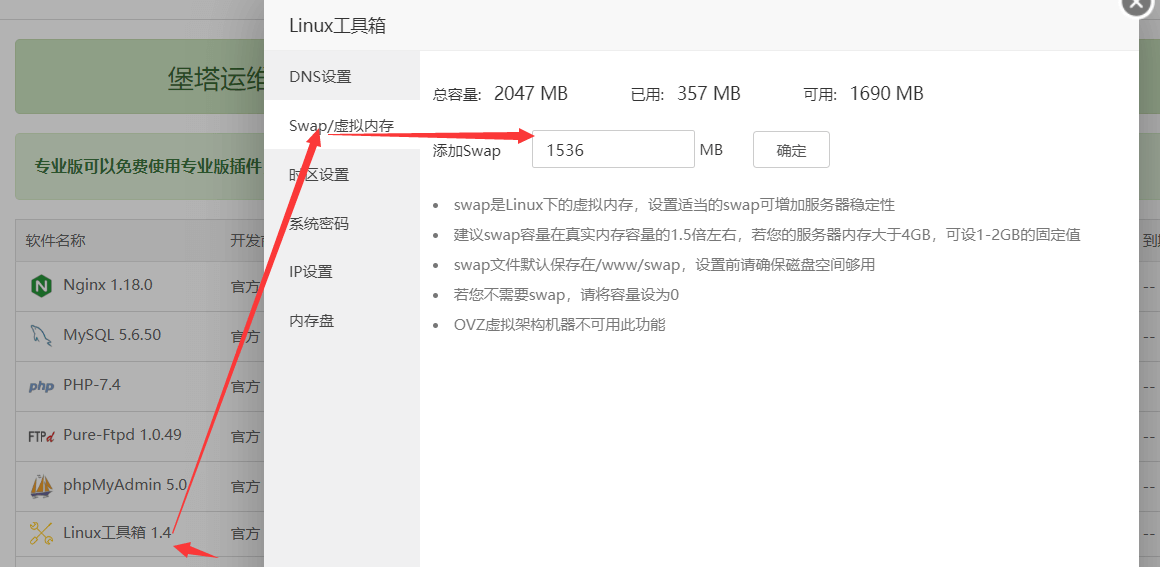 Linux工具箱
堡塔运维
专业版可以免费使用专业版插件
软件名称
开发
到
Nginx 1.18.0
官方
--
MySQL 5.6.50
官方
--
php PHP-7.4
官方
--
FTPd Pure-Ftpd 1.0.49
官方
--
phpMyAdmin 5.0
官方
--
Linux工具箱 1.4
官方
--
DNS设置
Swap/虚拟内存
时区设置
系统密码
IP设置
内存盘
总容量: 2047 MB 已用: 357 MB 可用: 1690 MB
添加Swap 1536 MB 确定
swap是Linux下的虚拟内存，设置适当的swap可增加服务器稳定性
建议swap容量在真实内存容量的1.5倍左右，若您的服务器内存大于4GB，可设1-2GB的固定值
swap文件默认保存在/www/swap，设置前请确保磁盘空间够用
若您不需要swap，请将容量设为0
OVZ虚拟架构机器不可用此功能